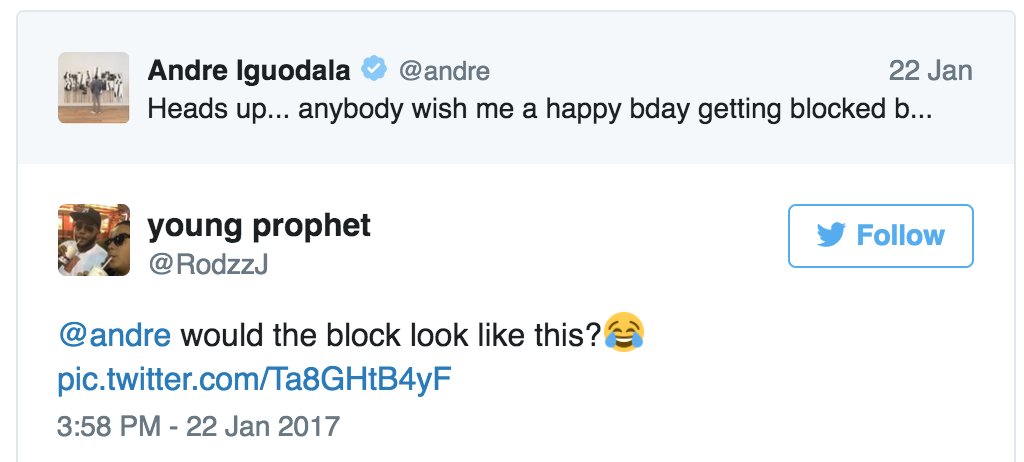 Andre Iguodala @andre 22 Jan
Heads up... anybody wish me a happy bday getting blocked b...
young prophet
Follow
@RodzzJ
@andre would the block look like this?😂
pic.twitter.com/Ta8GHtB4yF
3:58 PM - 22 Jan 2017